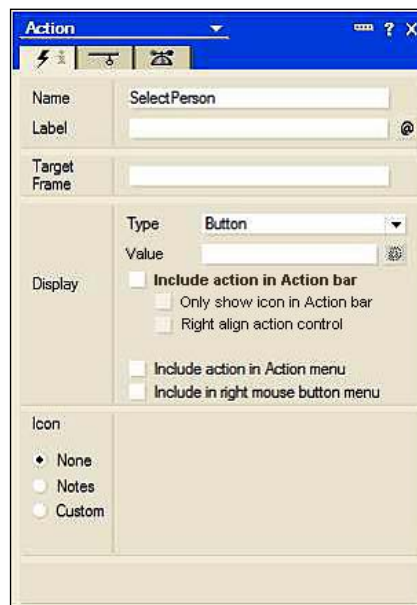 Action
? X
Name SelectPerson
Label @
Target
Frame
Type Button
Value
Display
Include action in Action bar
Only show icon in Action bar
Right align action control
Include action in Action menu
Include in right mouse button menu
Icon
None
Notes
Custom